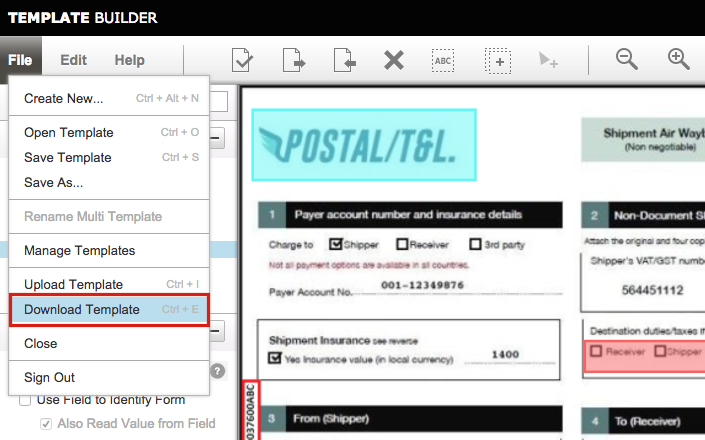 TEMPLATE BUILDER
File Edit Help
ABC
Create New... Ctrl + Alt + N
Open Template Ctrl + O
Save Template Ctrl + S
Save As...
Rename Multi Template
Manage Templates
Upload Template Ctrl + I
Download Template Ctrl + E
Close
Sign Out
?
Use Field to Identify Form
Also Read Value from Field
POSTAL/T&L.
Shipment Air Wayb
(Non negotiable)
1 Payer account number and insurance details
Charge to Shipper Receiver 3rd party
Not all payment options are available in all countries.
Payer Account No. 001-12349876
Shipment Insurance see reverse
Yes Insurance value (in local currency) 1400
037600ABC
3 From (Shipper)
2 Non-Document S
Attach the original and four cop
Shipper's VAT/GST number
564451112
Destination duties/taxes If
Receiver Shipper
4 To (Receiver)